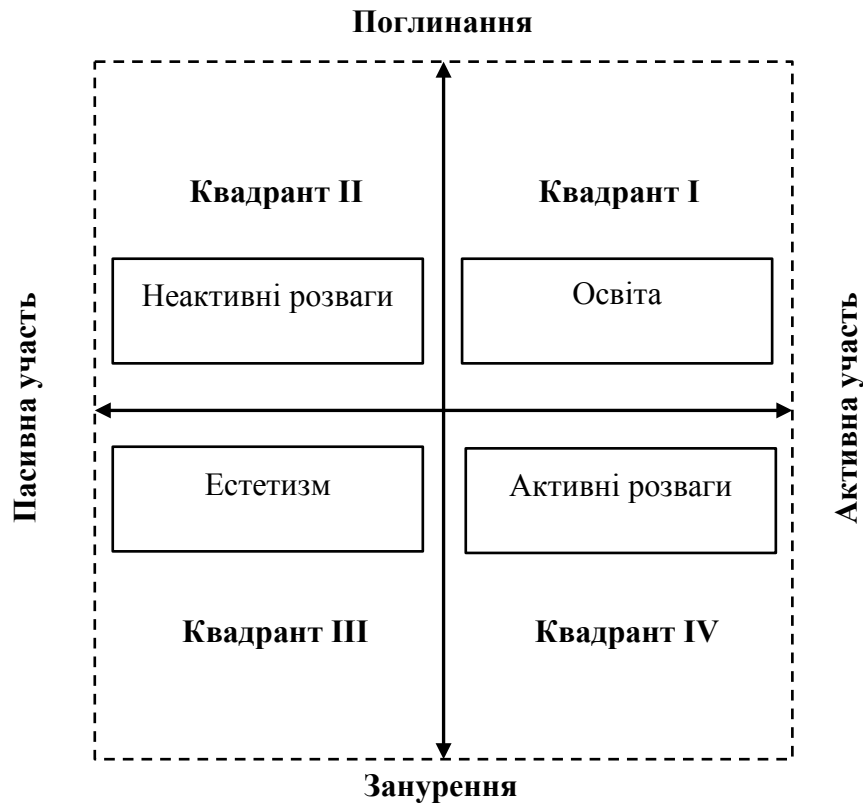 Поглинання
Квадрант II
Квадрант I
Неактивні розваги
Освіта
Пасивна участь
Активна участь
Естетизм
Активні розваги
Квадрант III
Квадрант IV
Занурення